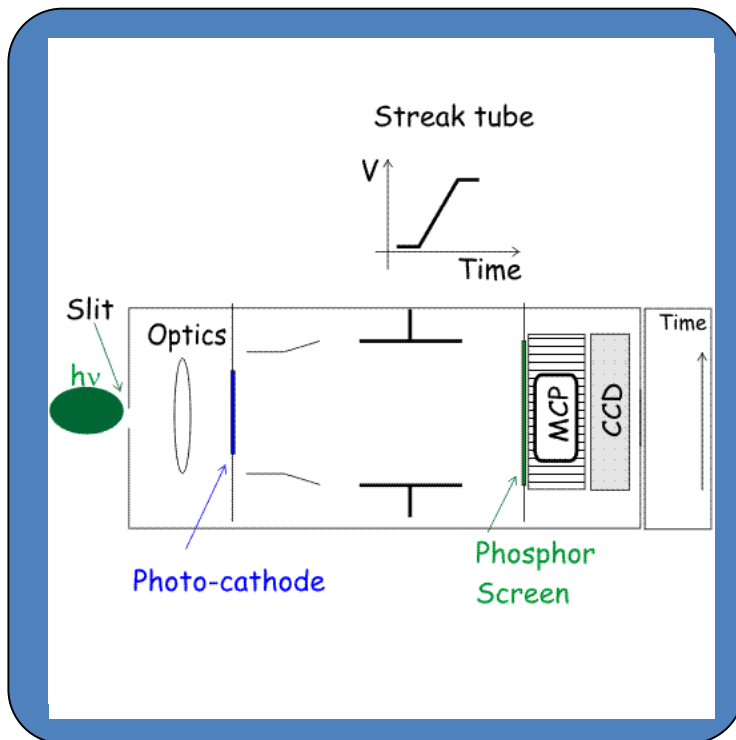 Streak tube
V
Time
Slit
Optics
Time
hν
MCP
CCD
Photo-cathode
Phosphor
Screen